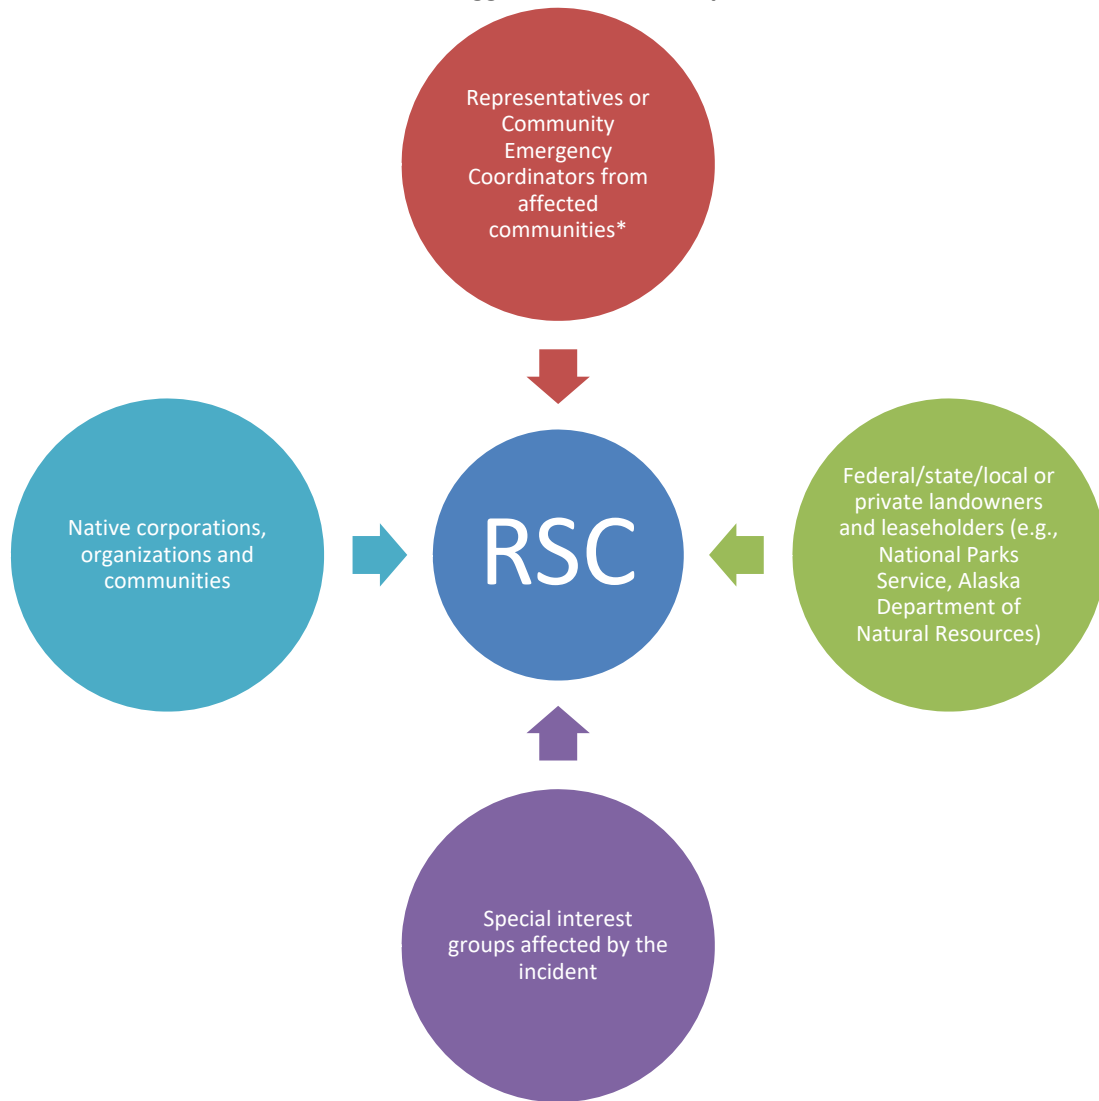 Representatives or
Community
Emergency
Coordinators from
affected
communities*
Native corporations,
organizations and
communities
RSC
Federal/state/local or
private landowners
and leaseholders (e.g.,
National Parks
Service, Alaska
Department of
Natural Resources)
Special interest
groups affected by the
incident